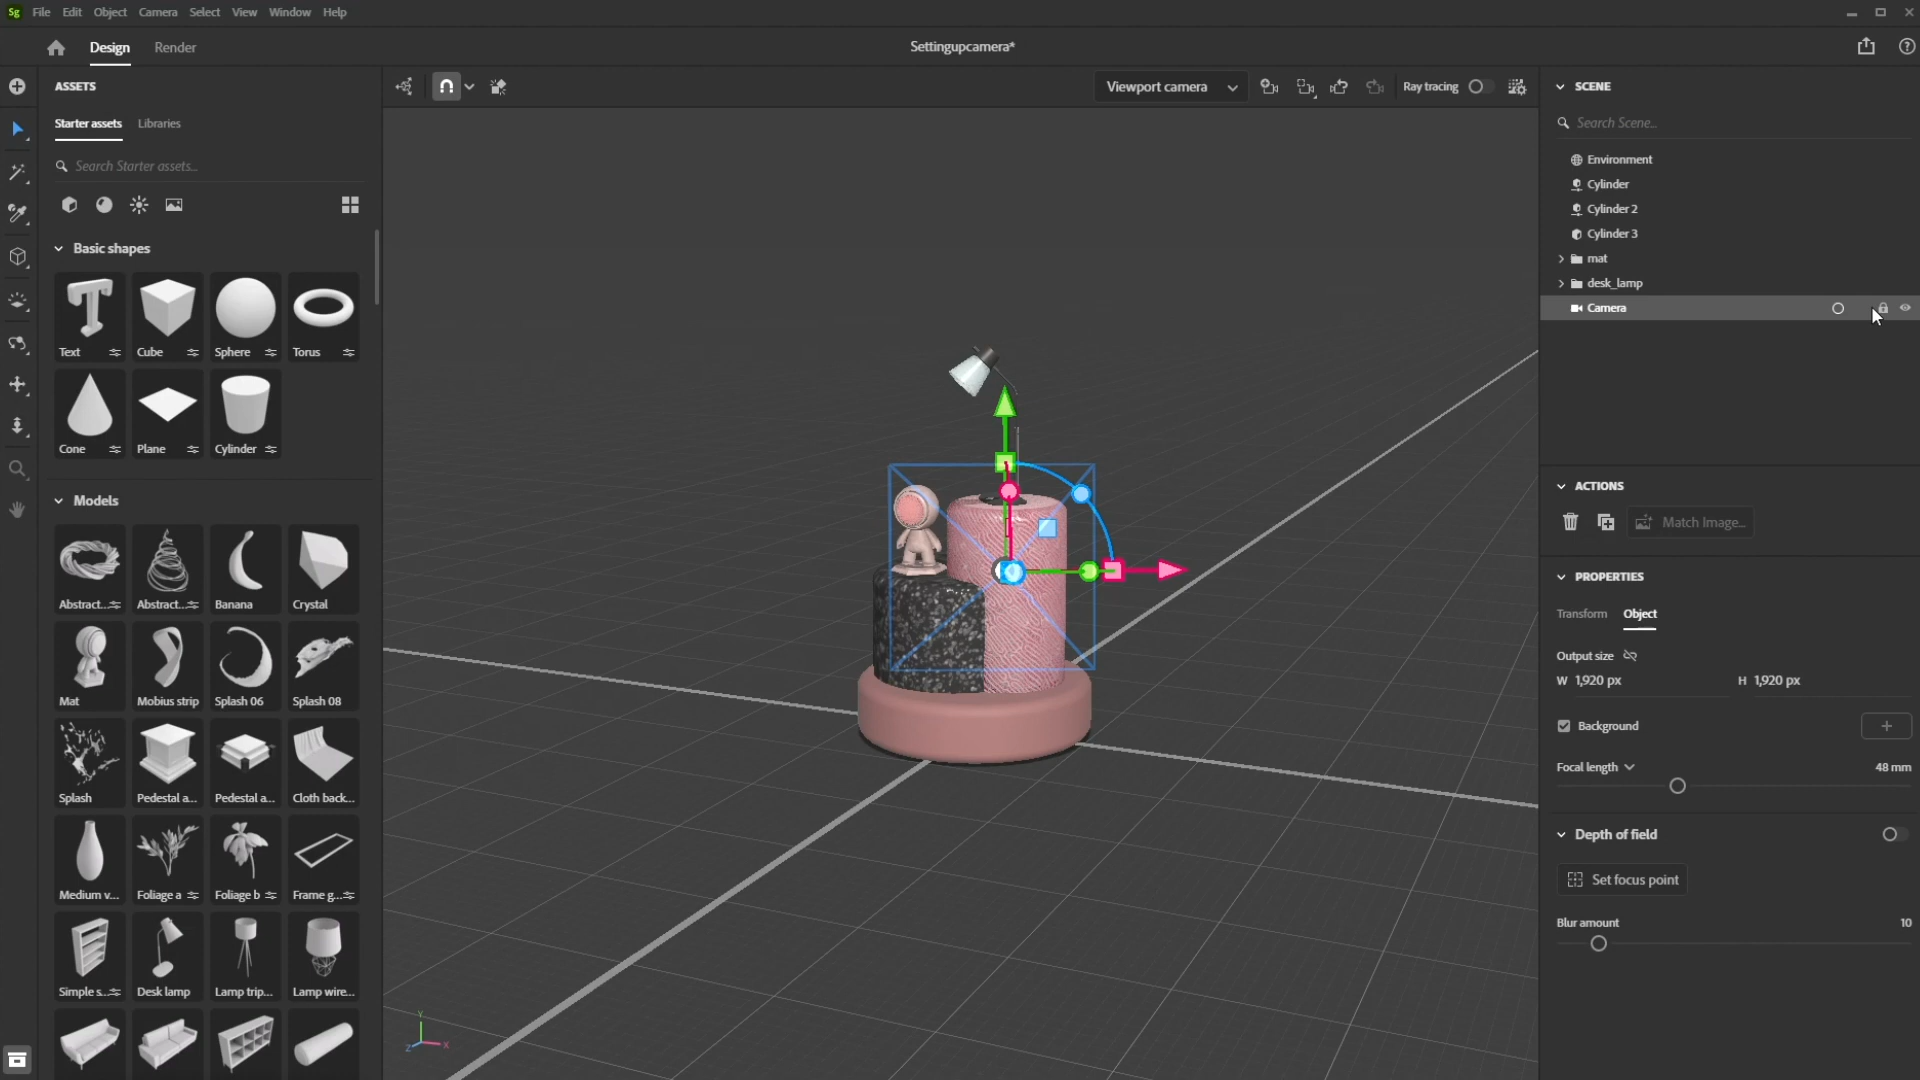 Sg File Edit Object Camera Select View Window Help
Design Render
Settingupcamera*
ASSETS
Starter assets Libraries
Search Starter assets...
Basic shapes
Text Cube Sphere Torus
Cone Plane Cylinder
Models
Abstract... Abstract... Banana Crystal
Mat Mobius strip Splash 06 Splash 08
Splash Pedestal a... Pedestal a... Cloth back...
Medium v... Foliage a Foliage b Frame g...
Simple s... Desk lamp Lamp trip... Lamp wire...
Viewport camera
Ray tracing
Y
Z X
SCENE
Search Scene...
Environment
Cylinder
Cylinder 2
Cylinder 3
mat
desk_lamp
Camera
ACTIONS
Match Image...
PROPERTIES
Transform Object
Output size
W 1,920 px H 1,920 px
Background
Focal length 48 mm
Depth of field
Set focus point
Blur amount 10